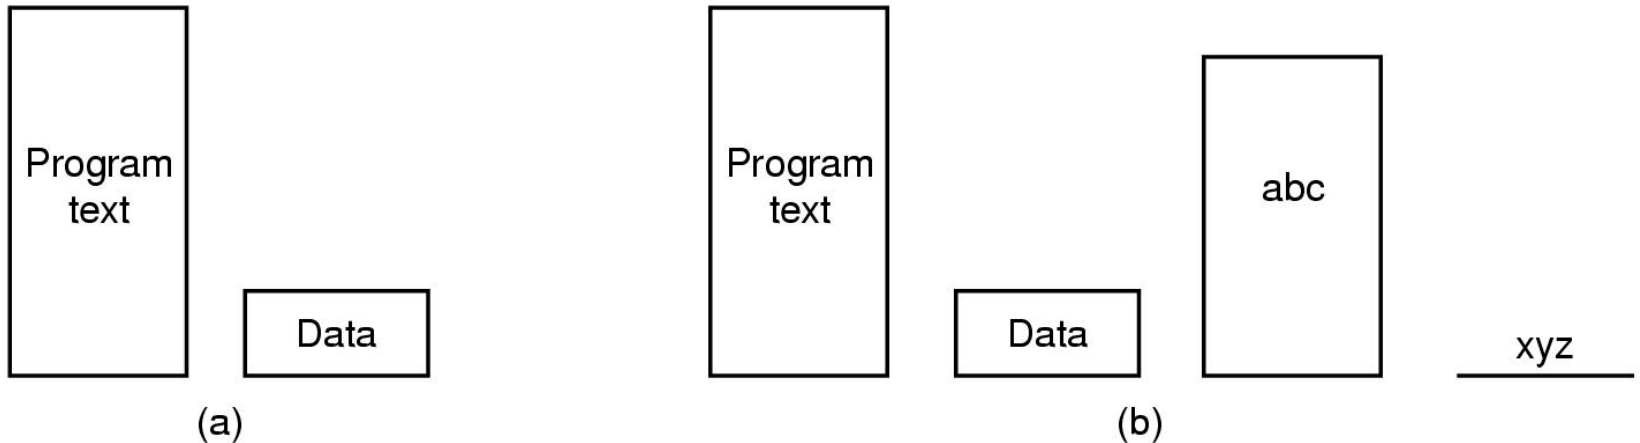 Program
text
Data
(a)
Program
text
Data
abc
xyz
(b)